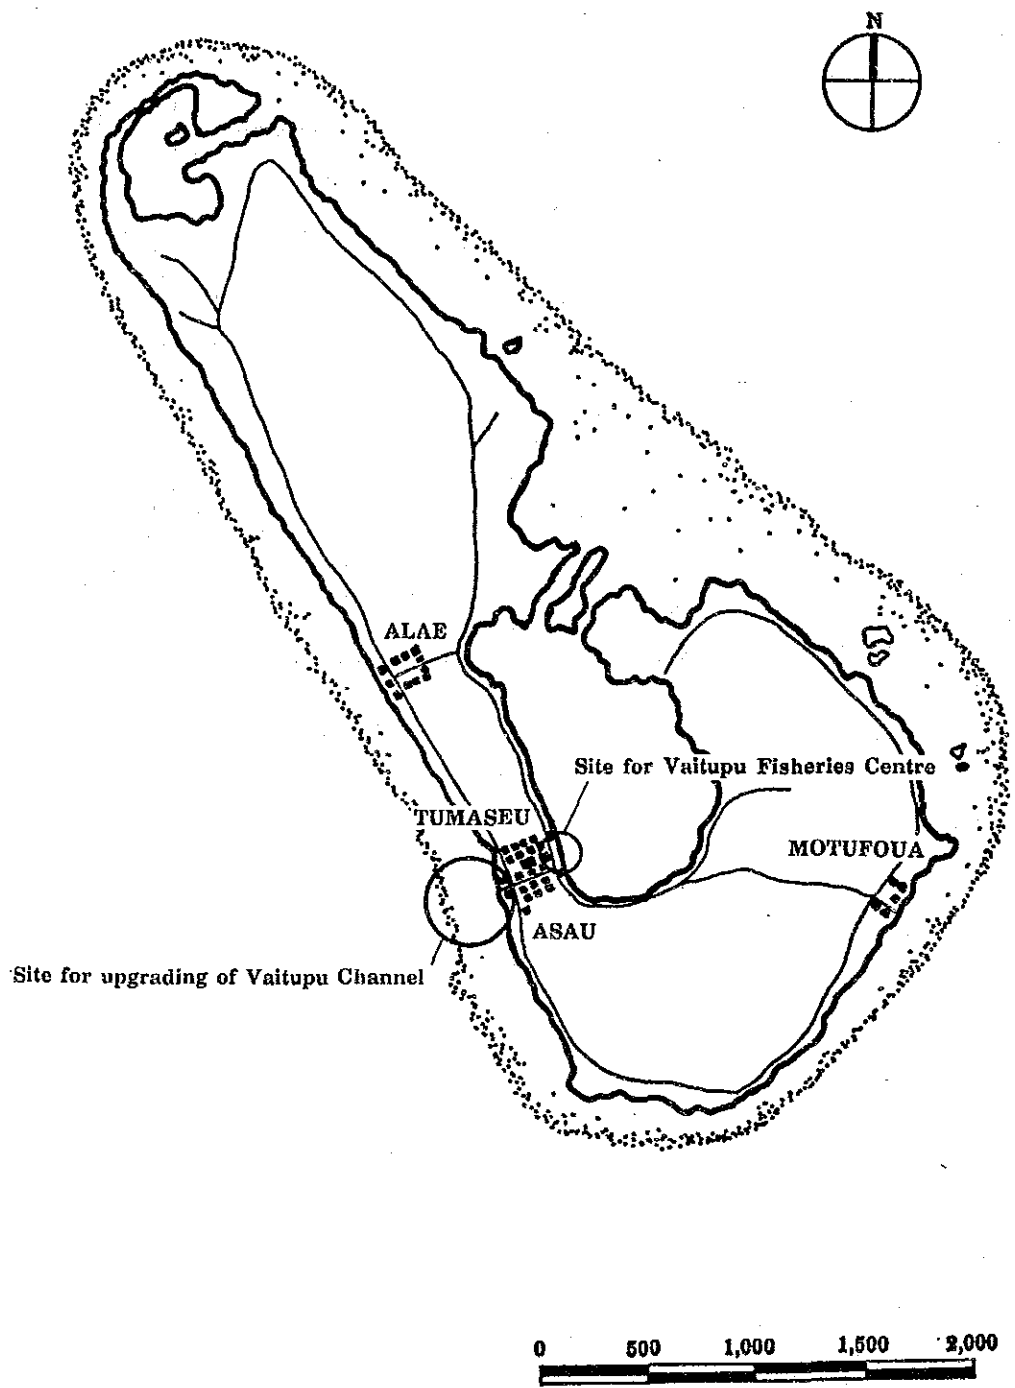 N
ALAE
Site for Vaitupu Fisheries Centre
TUMASEU
MOTUFOUA
ASAU
Site for upgrading of Vaitupu Channel
0 500 1,000 1,500 2,000